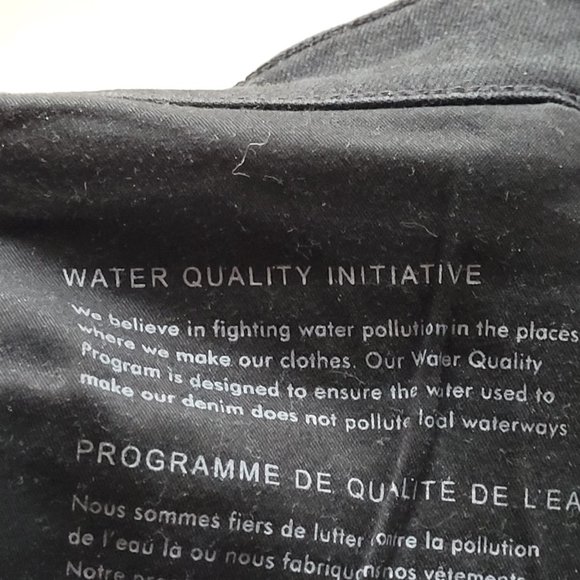 WATER QUALITY INITIATIVE
We believe in fighting water pollution in the places
where we make our clothes. Our Water Quality
Program is designed to ensure the water used to
make our denim does not pollute local waterways
PROGRAMME DE QUALITÉ DE L'EA
Nous sommes fiers de lutter contre la pollution
de l'eau là où nous fabriquons nos vêtements
Notre